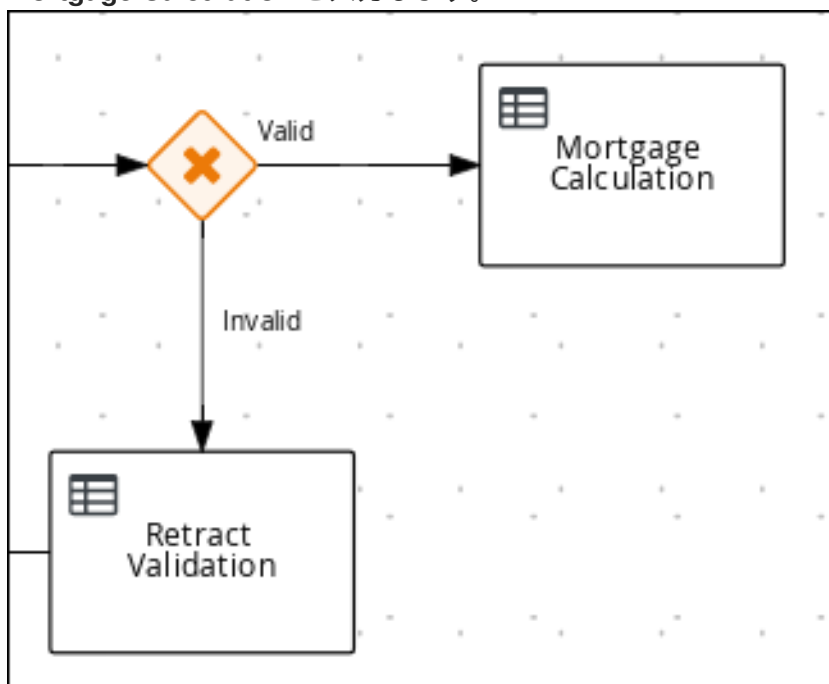 Valid
Mortgage
Calculation
Invalid
Retract
Validation